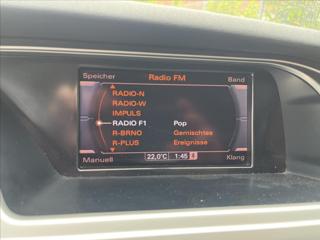 Speicher Radio FM Band
RADIO-N
RADIO-W
IMPULS
RADIO F1 Pop
R-BRNO Gemischtes
R-PLUS Ereignisse
Manuell 22,0°C 1:45 4 Klang